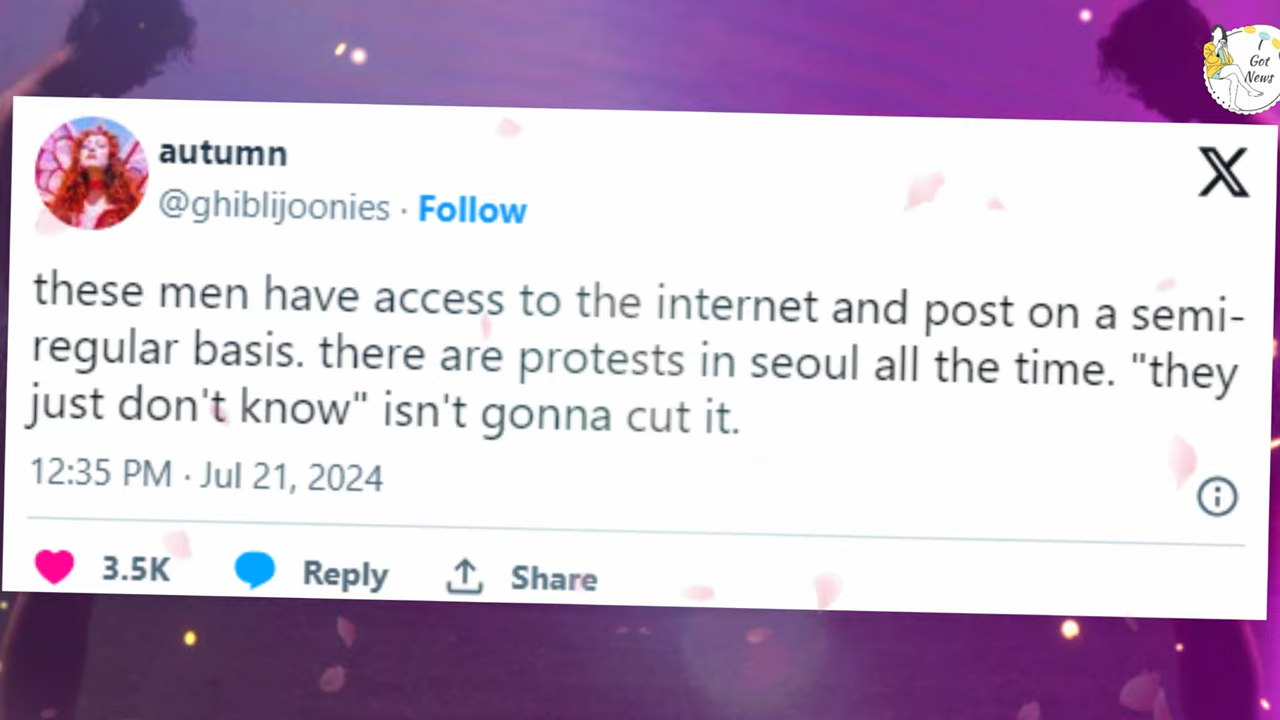 I
Got
News
autumn
@ghiblijoonies · Follow
these men have access to the internet and post on a semi-
regular basis. there are protests in seoul all the time. "they
just don't know" isn't gonna cut it.
12:35 PM · Jul 21, 2024
3.5K Reply Share